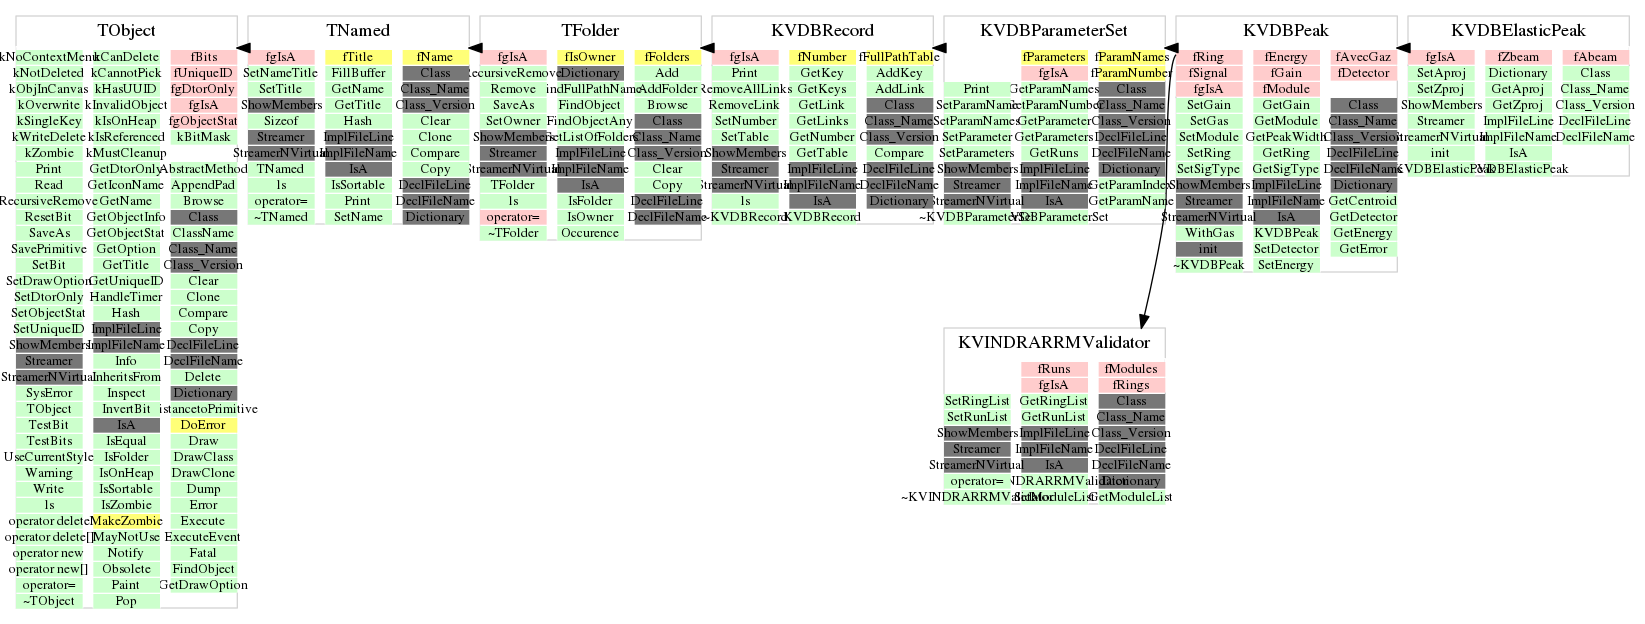 TObject
kNoContextMenu kCanDelete fBits
kNotDeleted kCannotPick fUniqueID
kObjInCanvas kHasUUID fgDtorOnly
kOverwrite kInvalidObject fgIsA
kSingleKey kIsOnHeap fgObjectStat
kWriteDelete kIsReferenced kBitMask
kZombie kMustCleanup
Print GetDtorOnly AbstractMethod
Read GetIconName AppendPad
RecursiveRemove GetName Browse
ResetBit GetObjectInfo Class
SaveAs GetObjectStat ClassName
SavePrimitive GetOption Class_Name
SetBit GetTitle Class_Version
SetDrawOption GetUniqueID Clear
SetDtorOnly HandleTimer Clone
SetObjectStat Hash Compare
SetUniqueID ImplFileLine Copy
ShowMembers ImplFileName DeclFileLine
Streamer Info DeclFileName
StreamerNVirtual InheritsFrom Delete
SysError Inspect Dictionary
TObject InvertBit istancetoPrimitive
TestBit IsA DoError
TestBits IsEqual Draw
UseCurrentStyle IsFolder DrawClass
Warning IsOnHeap DrawClone
Write IsSortable Dump
ls IsZombie Error
operator delete MakeZombie Execute
operator delete[] MayNotUse ExecuteEvent
operator new Notify Fatal
operator new[] Obsolete FindObject
operator= Paint GetDrawOption
~TObject Pop
TNamed
fgIsA fTitle fName
SetNameTitle FillBuffer Class
SetTitle GetName Class_Name
ShowMembers GetTitle Class_Version
Sizeof Hash Clear
Streamer ImplFileLine Clone
StreamerNVirtual ImplFileName Compare
TNamed IsA Copy
ls IsSortable DeclFileLine
operator= Print DeclFileName
~TNamed SetName Dictionary
TFolder
fgIsA fIsOwner fFolders
RecursiveRemove Dictionary Add
Remove indFullPathName AddFolder
SaveAs FindObject Browse
SetOwner FindObjectAny Class
ShowMembers GetListOfFolders Class_Name
Streamer ImplFileLine Class_Version
StreamerNVirtual ImplFileName Clear
TFolder IsA Copy
ls IsFolder DeclFileLine
operator= IsOwner DeclFileName
~TFolder Occurence
KVDBRecord
fgIsA fNumber fFullPathTable
Print GetKey AddKey
RemoveAllLinks GetKeys AddLink
RemoveLink GetLink Class
SetNumber GetLinks Class_Name
SetTable GetNumber Class_Version
ShowMembers GetTable Compare
Streamer ImplFileLine DeclFileLine
StreamerNVirtual ImplFileName DeclFileName
ls IsA Dictionary
~KVDBRecord KVDBRecord
KVDBParameterSet
fParameters fParamNames
fgIsA fParamNumber
Print GetParamNames Class
SetParamName GetParamNumber Class_Name
SetParamNames GetParameter Class_Version
SetParameter GetParameters DeclFileLine
SetParameters GetRuns DeclFileName
ShowMembers ImplFileLine Dictionary
Streamer ImplFileName GetParamIndex
StreamerNVirtual IsA GetParamName
~KVDBParameterSet KVDBParameterSet
KVDBPeak
fRing fEnergy fAvecGaz
fSignal fGain fDetector
fgIsA fModule
SetGain GetGain Class
SetGas GetModule Class_Name
SetModule GetPeakWidth Class_Version
SetRing GetRing DeclFileLine
SetSigType GetSigType DeclFileName
ShowMembers ImplFileLine Dictionary
Streamer ImplFileName GetCentroid
StreamerNVirtual IsA GetDetector
WithGas KVDBPeak GetEnergy
init SetDetector GetError
~KVDBPeak SetEnergy
KVDBElasticPeak
fgIsA fZbeam fAbeam
SetAproj Dictionary Class
SetZproj GetAproj Class_Name
ShowMembers GetZproj Class_Version
Streamer ImplFileLine DeclFileLine
StreamerNVirtual ImplFileName DeclFileName
init IsA
~KVDBElasticPeak KVDBElasticPeak
KVINDRARRMValidator
fRuns fModules
fgIsA fRings
SetRingList GetRingList Class
SetRunList GetRunList Class_Name
ShowMembers ImplFileLine Class_Version
Streamer ImplFileName DeclFileLine
StreamerNVirtual IsA DeclFileName
operator= Dictionary
~KVINDRARRMValidator SetModuleList GetModuleList